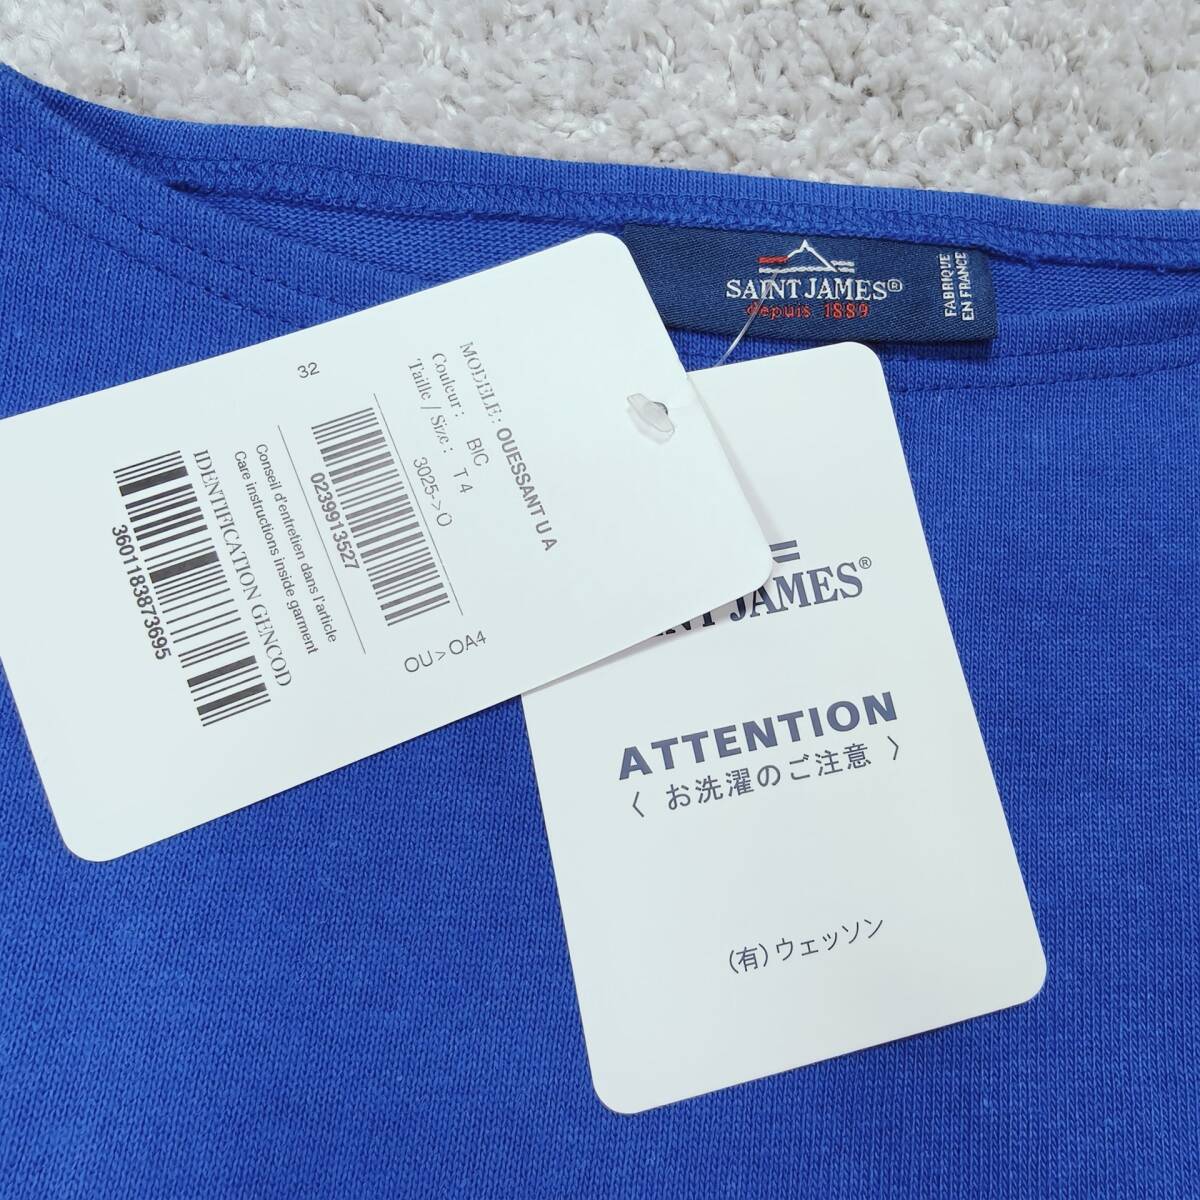 SAINT JAMES®
depuis 1889
FABRIQUÉ
EN FRANCE
MODELE: OUESSANT U A
Couleur: BIC
Taille / Size: T 4
3025->O
0239913527
32
OU>OA4
Conseil d'entretien dans l'article
Care instructions inside garment
IDENTIFICATION GENCOD
3601183873695
JAMES®
ATTENTION
〈 お洗濯のご注意 〉
(有)ウェッソン